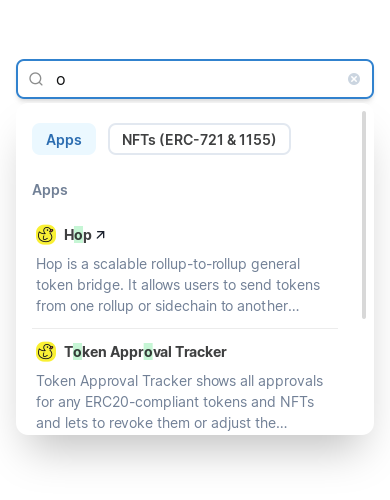 o
Apps
NFTs (ERC-721 & 1155)
Apps
Hop
Hop is a scalable rollup-to-rollup general
token bridge. It allows users to send tokens
from one rollup or sidechain to another...
Token Approval Tracker
Token Approval Tracker shows all approvals
for any ERC20-compliant tokens and NFTs
and lets to revoke them or adjust the...